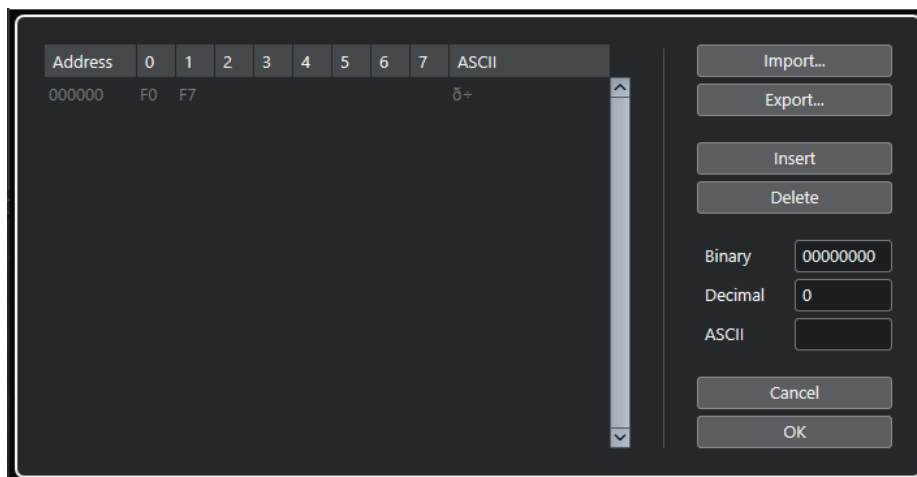 Address 0 1 2 3 4 5 6 7 ASCII
000000 F0 F7 ð÷
Import...
Export...
Insert
Delete
Binary 00000000
Decimal 0
ASCII
Cancel
OK